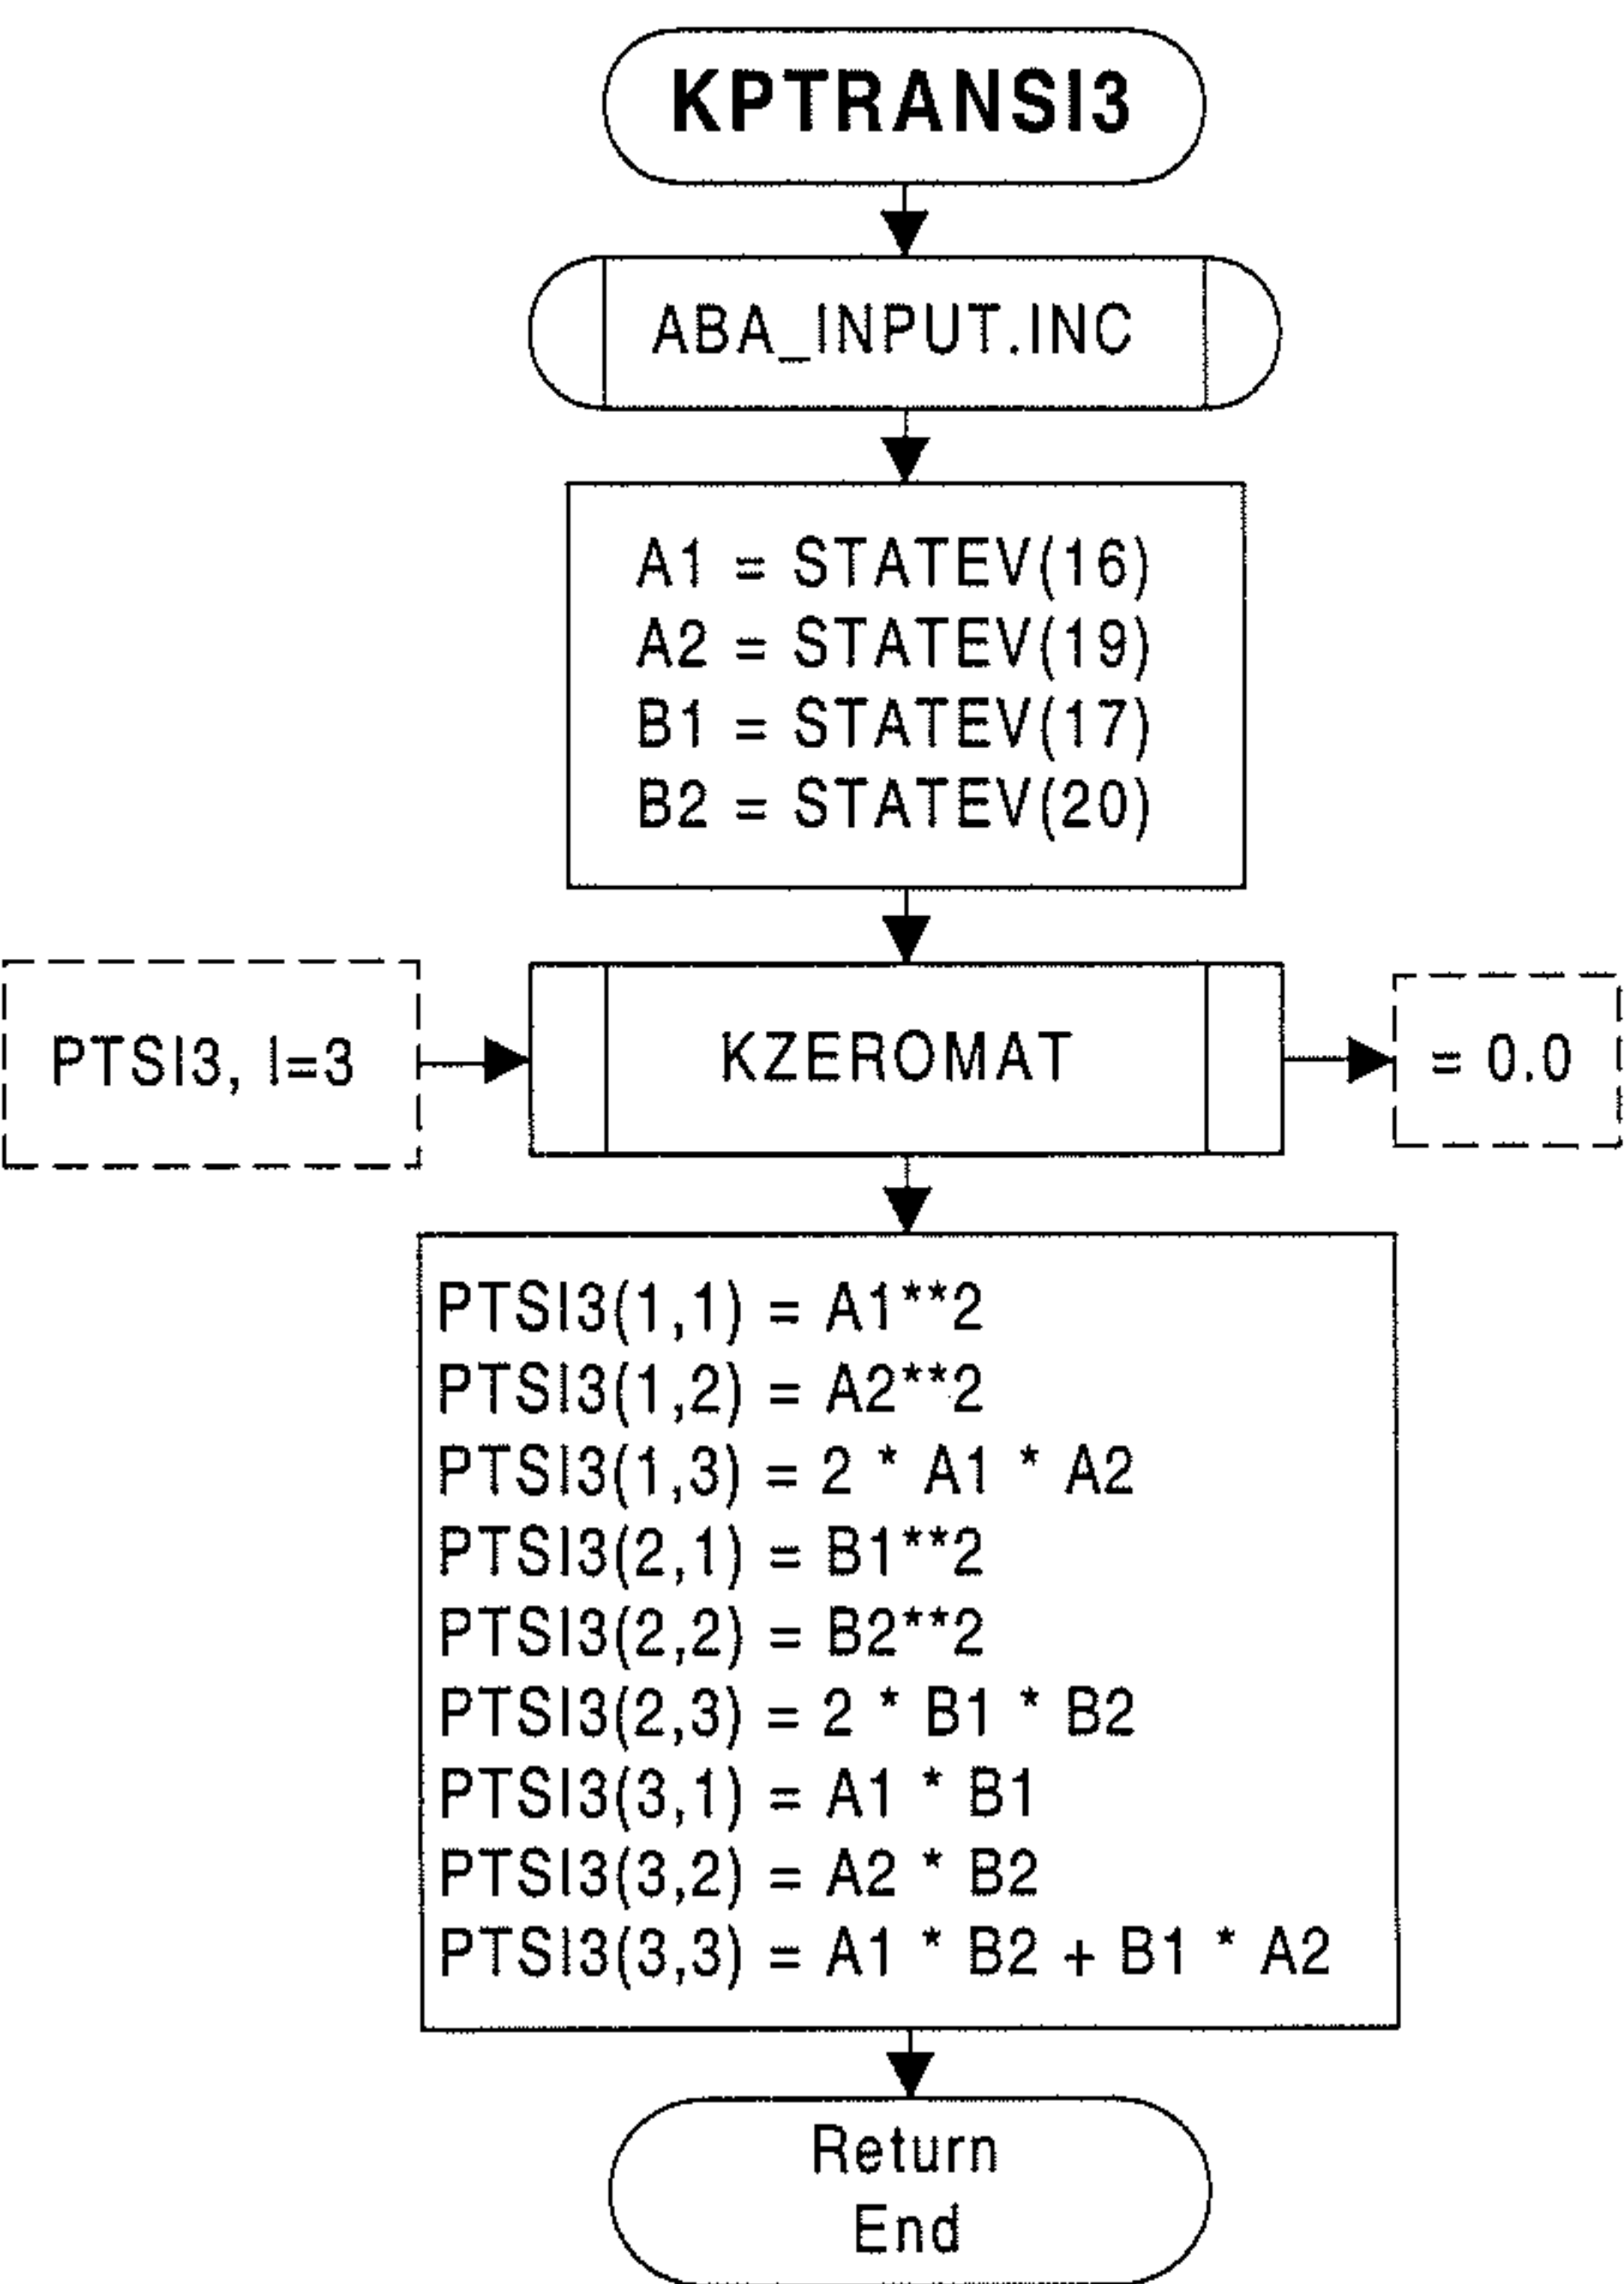 KPTRANSI3
ABA_INPUT.INC
A1 = STATEV(16)
A2 = STATEV(19)
B1 = STATEV(17)
B2 = STATEV(20)
PTSI3, I=3
KZEROMAT
= 0.0
PTSI3(1,1) = A1**2
PTSI3(1,2) = A2**2
PTSI3(1,3) = 2 * A1 * A2
PTSI3(2,1) = B1**2
PTSI3(2,2) = B2**2
PTSI3(2,3) = 2 * B1 * B2
PTSI3(3,1) = A1 * B1
PTSI3(3,2) = A2 * B2
PTSI3(3,3) = A1 * B2 + B1 * A2
Return
End